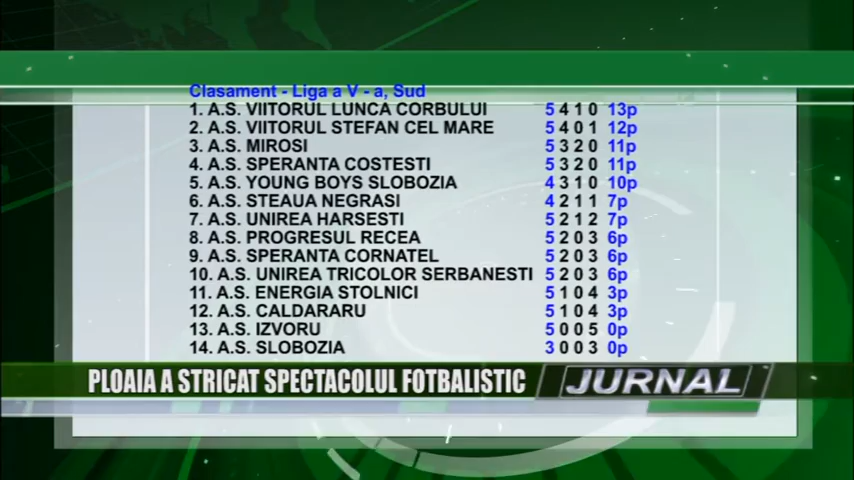 Clasament - Liga a V - a, Sud
1. A.S. VIITORUL LUNCA CORBULUI 5 4 1 0 13p
2. A.S. VIITORUL STEFAN CEL MARE 5 4 0 1 12p
3. A.S. MIROSI 5 3 2 0 11p
4. A.S. SPERANTA COSTESTI 5 3 2 0 11p
5. A.S. YOUNG BOYS SLOBOZIA 4 3 1 0 10p
6. A.S. STEAUA NEGRASI 4 2 1 1 7p
7. A.S. UNIREA HARSESTI 5 2 1 2 7p
8. A.S. PROGRESUL RECEA 5 2 0 3 6p
9. A.S. SPERANTA CORNATEL 5 2 0 3 6p
10. A.S. UNIREA TRICOLOR SERBANESTI 5 2 0 3 6p
11. A.S. ENERGIA STOLNICI 5 1 0 4 3p
12. A.S. CALDARARU 5 1 0 4 3p
13. A.S. IZVORU 5 0 0 5 0p
14. A.S. SLOBOZIA 3 0 0 3 0p
PLOAIA A STRICAT SPECTACOLUL FOTBALISTIC JURNAL